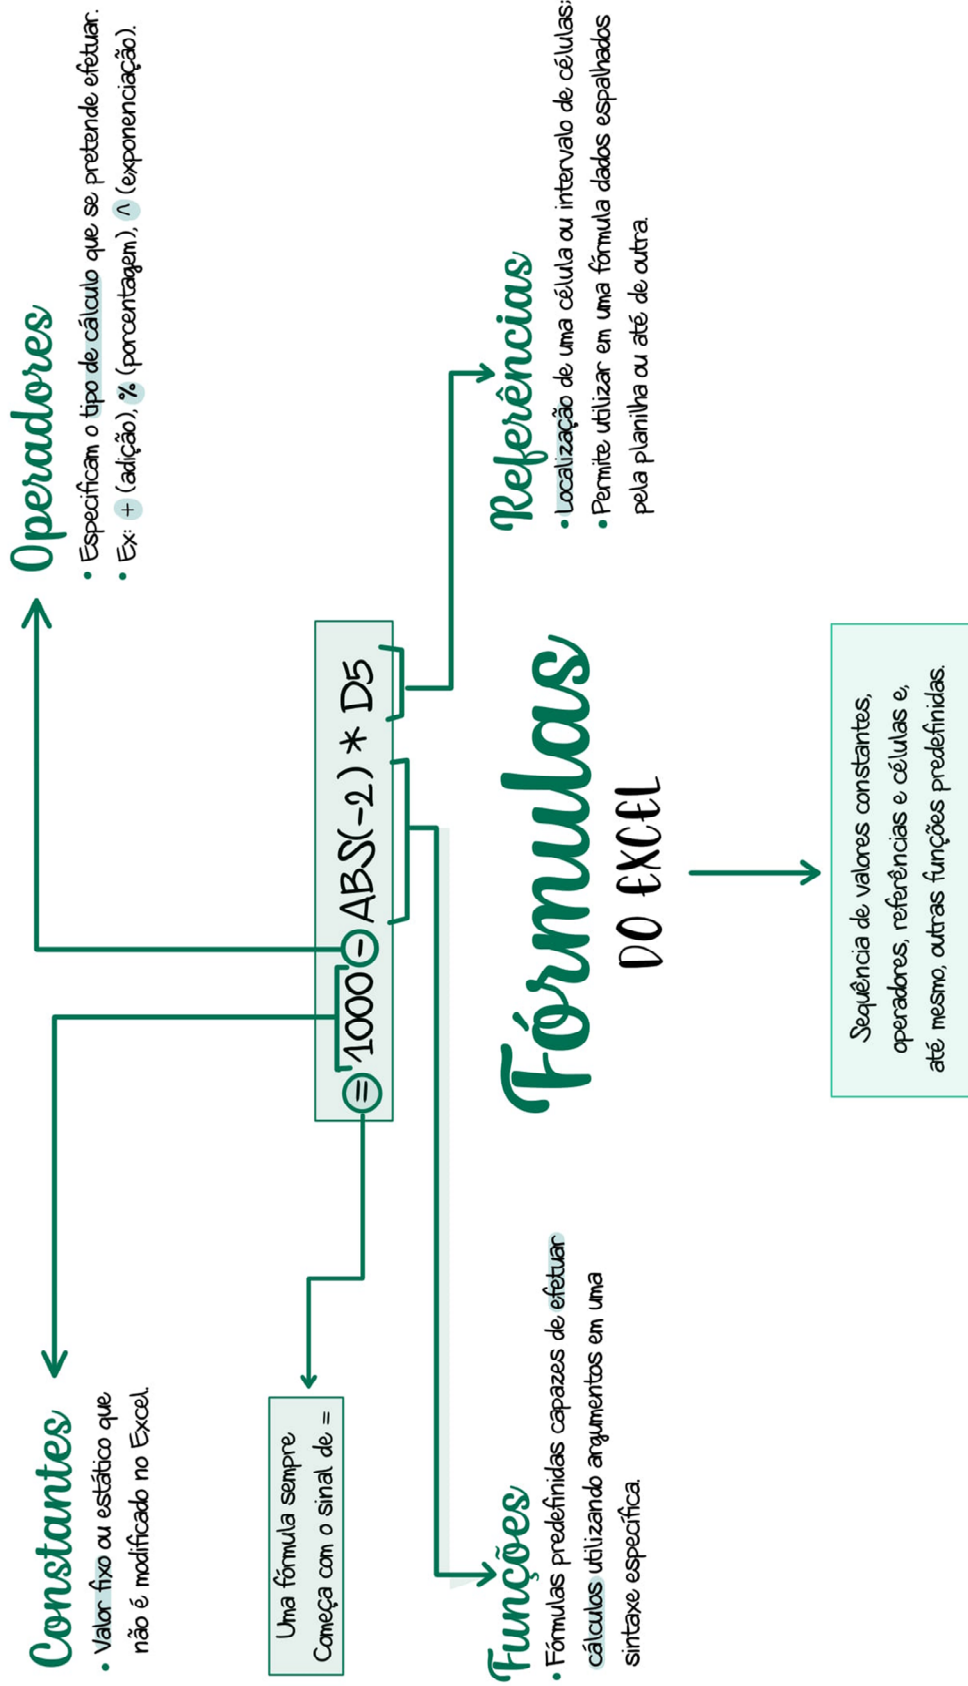 Constantes
• Valor fixo ou estático que
não é modificado no Excel.
Operadores
• Especificam o tipo de cálculo que se pretende efetuar.
• Ex: + (adição), % (porcentagem), ^ (exponenciação).
Uma fórmula sempre
Começa com o sinal de =
= 1000 - ABS(-2) * D5
Funções
• Fórmulas predefinidas capazes de efetuar
cálculos utilizando argumentos em uma
sintaxe específica.
Fórmulas
DO EXCEL
Referências
• Localização de uma célula ou intervalo de células;
• Permite utilizar em uma fórmula dados espalhados
pela planilha ou até de outra.
Sequência de valores constantes,
operadores, referências e células e,
até mesmo, outras funções predefinidas.